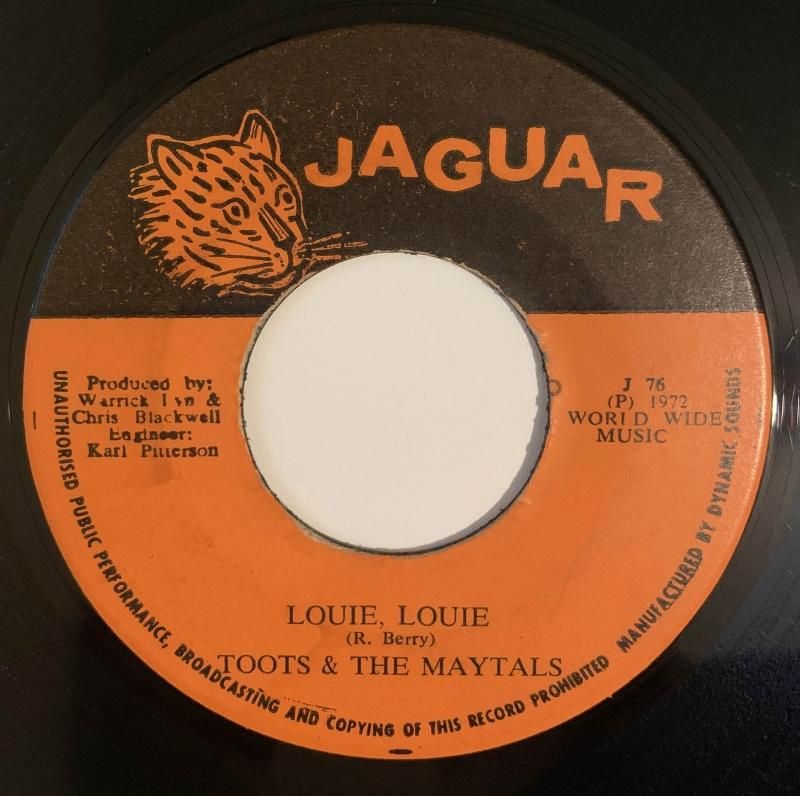 JAGUAR
Produced by:
Warrick Lyn &
Chris Blackwell
Engineer:
Karl Pitterson
J 76
(P) 1972
WORLD WIDE
MUSIC
LOUIE, LOUIE
(R. Berry)
TOOTS & THE MAYTALS
UNAUTHORISED PUBLIC PERFORMANCE, BROADCASTING AND COPYING OF THIS RECORD PROHIBITED MANUFACTURED BY DYNAMIC SOUNDS